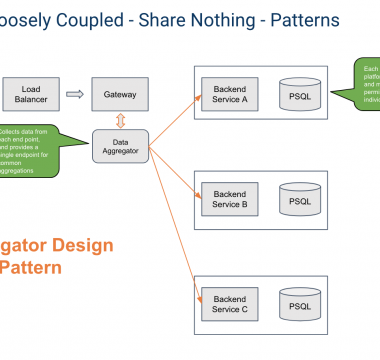 oosely Coupled - Share Nothing - Patterns
Load
Balancer
Gateway
Collects data from
each end point,
and provides a
single endpoint for
common
aggregations
Data
Aggregator
Backend
Service A
PSQL
Each
platfo
and m
perm
individ
Backend
Service B
PSQL
gator Design
Pattern
Backend
Service C
PSQL